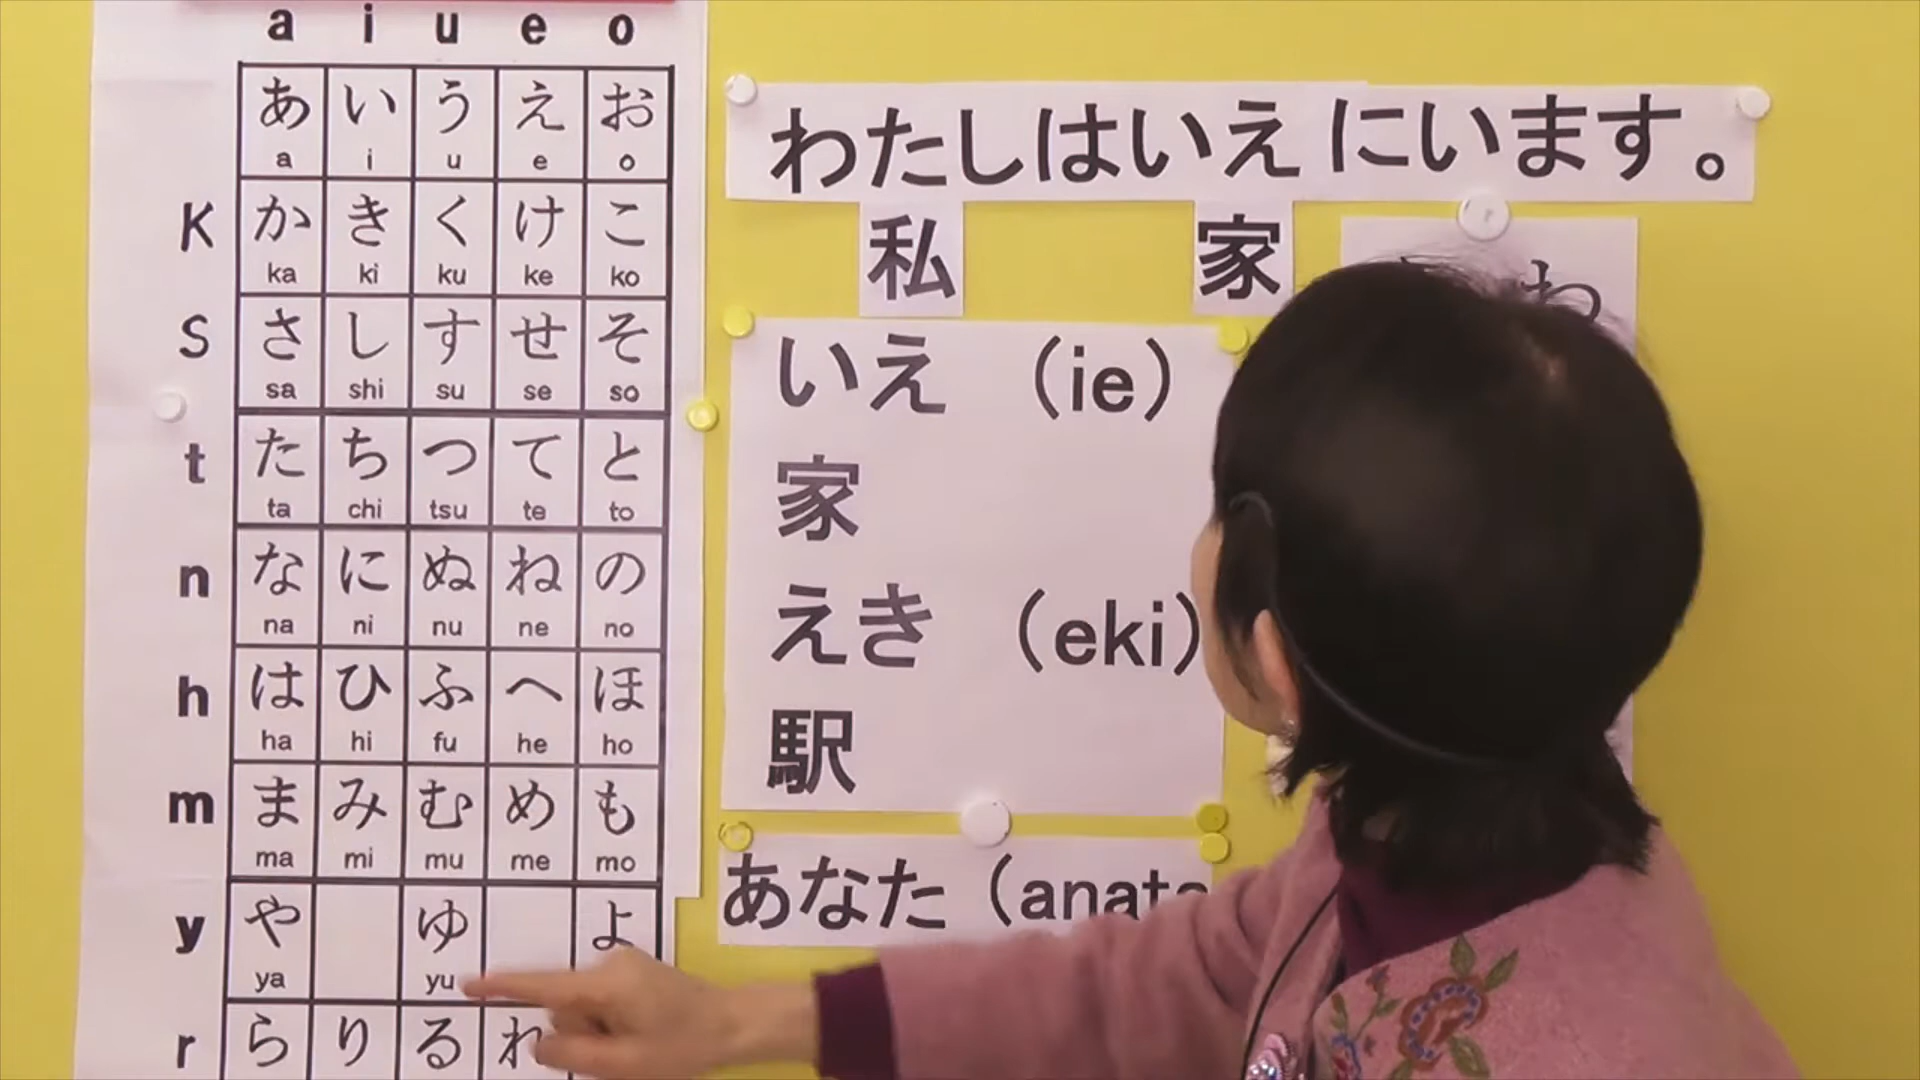 a i u e o
あ い う え お
a i u e o
K か き く け こ
ka ki ku ke ko
S さ し す せ そ
sa shi su se so
t た ち つ て と
ta chi tsu te to
n な に ぬ ね の
na ni nu ne no
h は ひ ふ へ ほ
ha hi fu he ho
m ま み む め も
ma mi mu me mo
y や ゆ よ
ya yu
r ら り る れ
わたしはいえにいます。
私 家
いえ (ie)
家
えき (eki)
駅
あなた